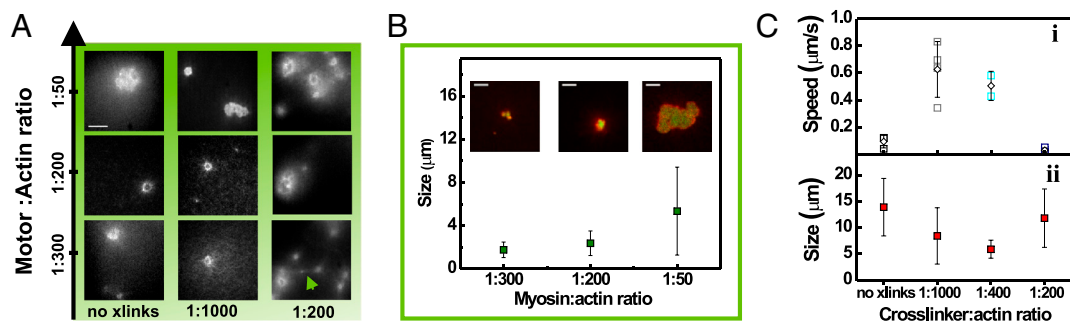 A
Motor :Actin ratio
1:50
1:200
1:300
no xlinks 1:1000 1:200
B
Size (μm)
16
12
8
4
0
1:300 1:200 1:50
Myosin:actin ratio
C
i
Speed (μm/s)
1.0
0.8
0.6
0.4
0.2
ii
Size (μm)
20
15
10
5
0
no xlinks 1:1000 1:400 1:200
Crosslinker:actin ratio